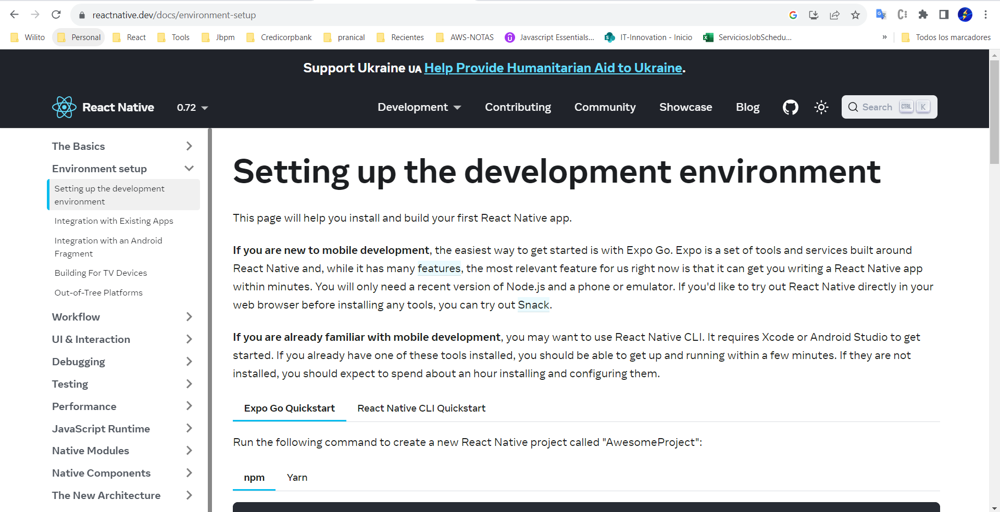 reactnative.dev/docs/environment-setup
Wilito Personal React Tools Jbpm Credicorpbank pranical Recientes AWS-NOTAS Javascript Essentials... IT-Innovation - Inicio ServiciosJobSchedu... » Todos los marcadores
Support Ukraine UA Help Provide Humanitarian Aid to Ukraine.
React Native 0.72 Development Contributing Community Showcase Blog Search CTRL K
The Basics
Environment setup
Setting up the development
environment
Integration with Existing Apps
Integration with an Android
Fragment
Building For TV Devices
Out-of-Tree Platforms
Workflow
UI & Interaction
Debugging
Testing
Performance
JavaScript Runtime
Native Modules
Native Components
The New Architecture
Setting up the development environment
This page will help you install and build your first React Native app.
If you are new to mobile development, the easiest way to get started is with Expo Go. Expo is a set of tools and services built around
React Native and, while it has many features, the most relevant feature for us right now is that it can get you writing a React Native app
within minutes. You will only need a recent version of Node.js and a phone or emulator. If you'd like to try out React Native directly in your
web browser before installing any tools, you can try out Snack.
If you are already familiar with mobile development, you may want to use React Native CLI. It requires Xcode or Android Studio to get
started. If you already have one of these tools installed, you should be able to get up and running within a few minutes. If they are not
installed, you should expect to spend about an hour installing and configuring them.
Expo Go Quickstart React Native CLI Quickstart
Run the following command to create a new React Native project called "AwesomeProject":
npm Yarn